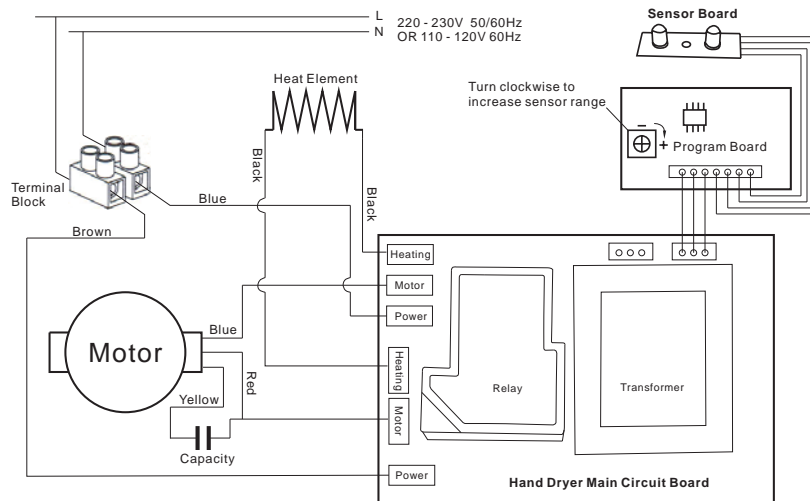 L
N
220 - 230V 50/60Hz
OR 110 - 120V 60Hz
Sensor Board
Heat Element
Turn clockwise to
increase sensor range
−
+
Program Board
Black
Black
Terminal
Block
Blue
Brown
Heating
Motor
Power
Blue
Motor
Red
Heating
Relay
Transformer
Yellow
Motor
Capacity
Power
Hand Dryer Main Circuit Board